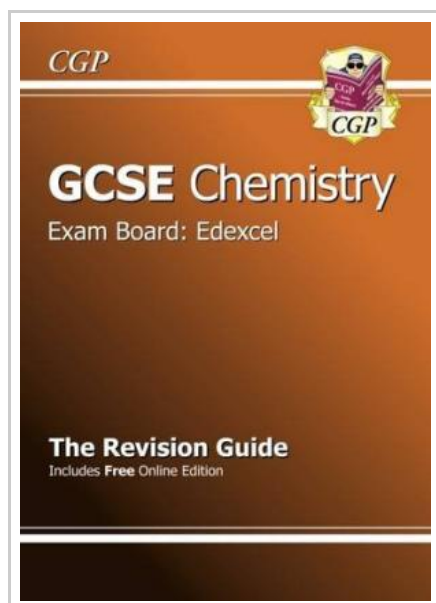 CGP
CGP
CGP
GCSE Chemistry
Exam Board: Edexcel
The Revision Guide
Includes Free Online Edition